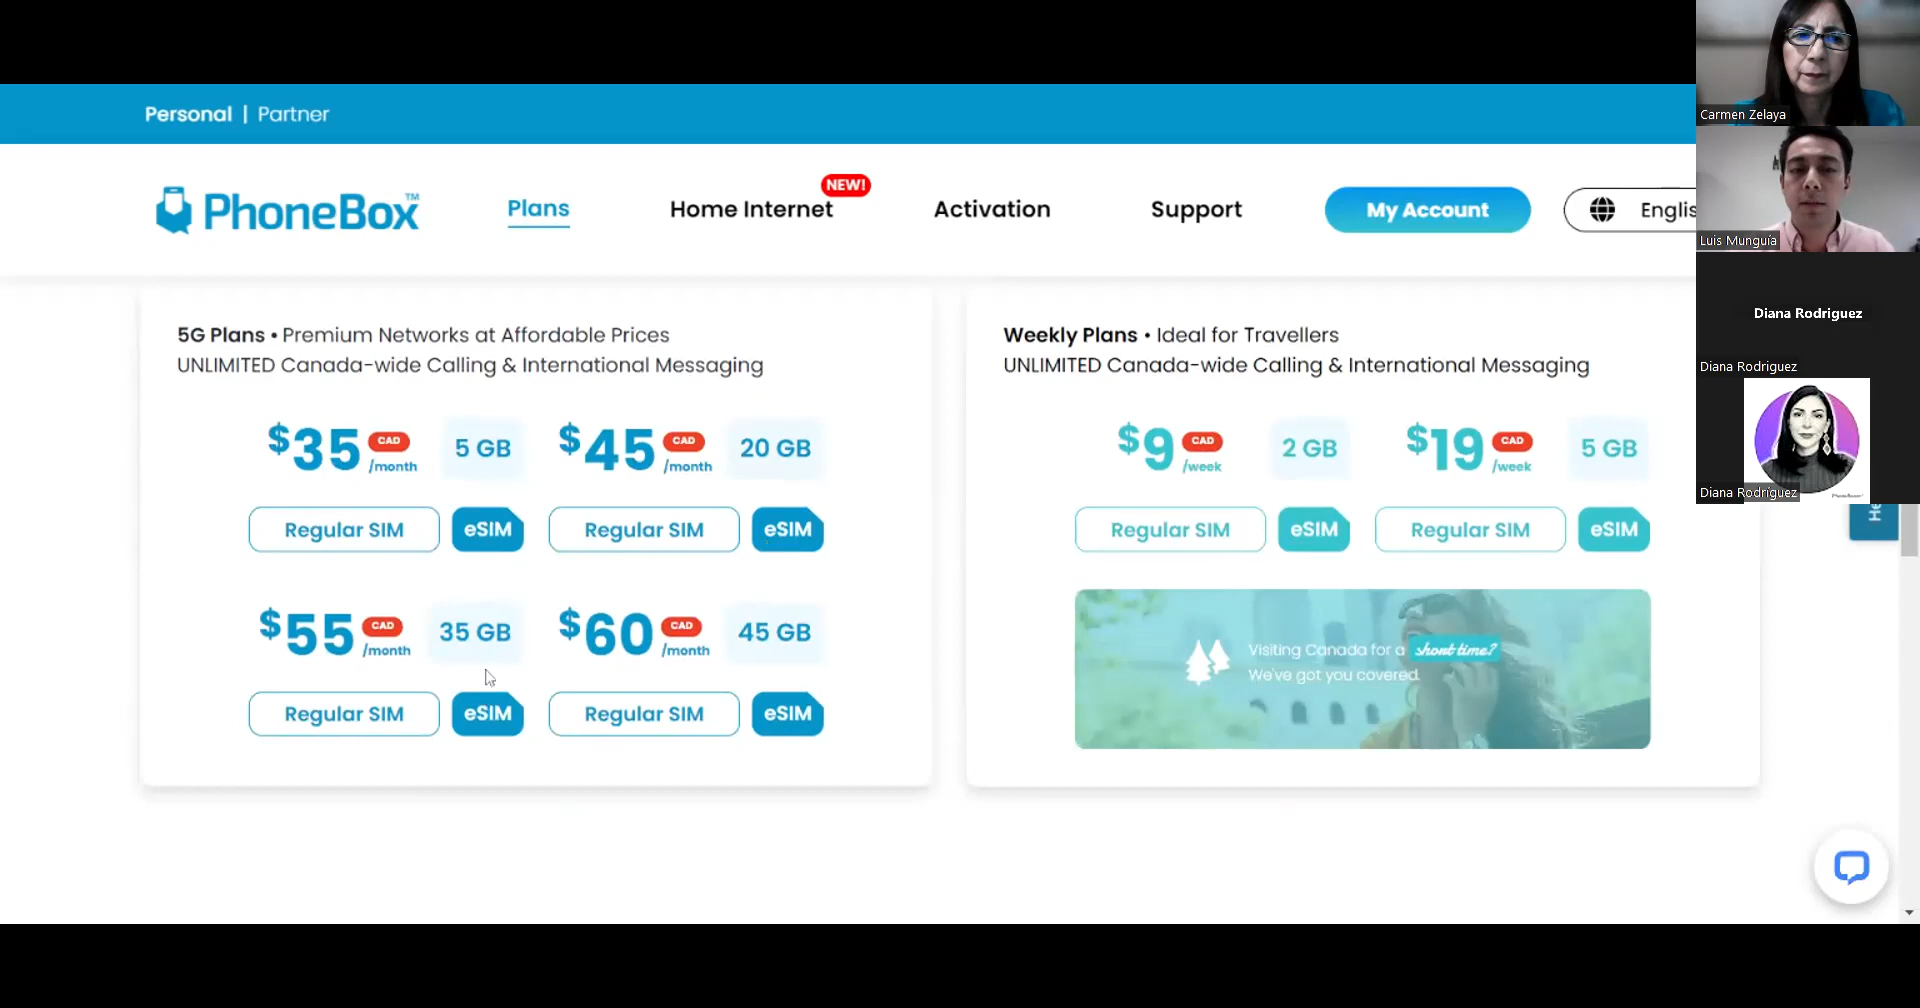 Personal | Partner
PhoneBox™
Plans
Home Internet
NEW!
Activation
Support
My Account
Englis
5G Plans • Premium Networks at Affordable Prices
UNLIMITED Canada-wide Calling & International Messaging
$35 CAD /month 5 GB
$45 CAD /month 20 GB
Regular SIM eSIM
Regular SIM eSIM
$55 CAD /month 35 GB
$60 CAD /month 45 GB
Regular SIM eSIM
Regular SIM eSIM
Weekly Plans • Ideal for Travellers
UNLIMITED Canada-wide Calling & International Messaging
$9 CAD /week 2 GB
$19 CAD /week 5 GB
Regular SIM eSIM
Regular SIM eSIM
Visiting Canada for a short time?
We've got you covered.
He
Carmen Zelaya
Luis Munguía
Diana Rodriguez
Diana Rodriguez
Diana Rodríguez